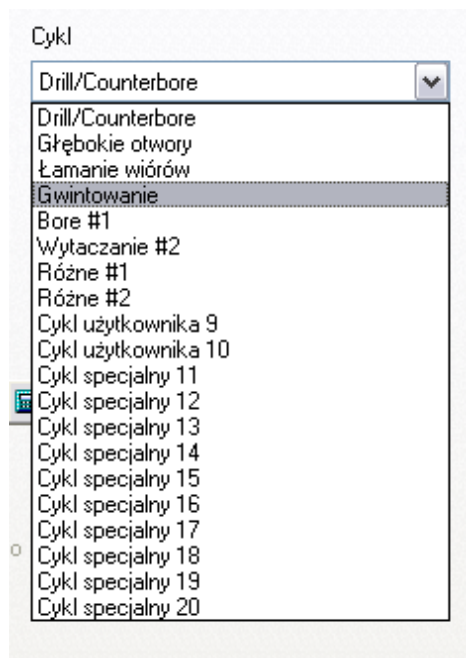 Cykl
Drill/Counterbore
Drill/Counterbore
Głębokie otwory
Łamanie wiórów
Gwintowanie
Bore #1
Wytaczanie #2
Różne #1
Różne #2
Cykl użytkownika 9
Cykl użytkownika 10
Cykl specjalny 11
Cykl specjalny 12
Cykl specjalny 13
Cykl specjalny 14
Cykl specjalny 15
Cykl specjalny 16
Cykl specjalny 17
Cykl specjalny 18
Cykl specjalny 19
Cykl specjalny 20